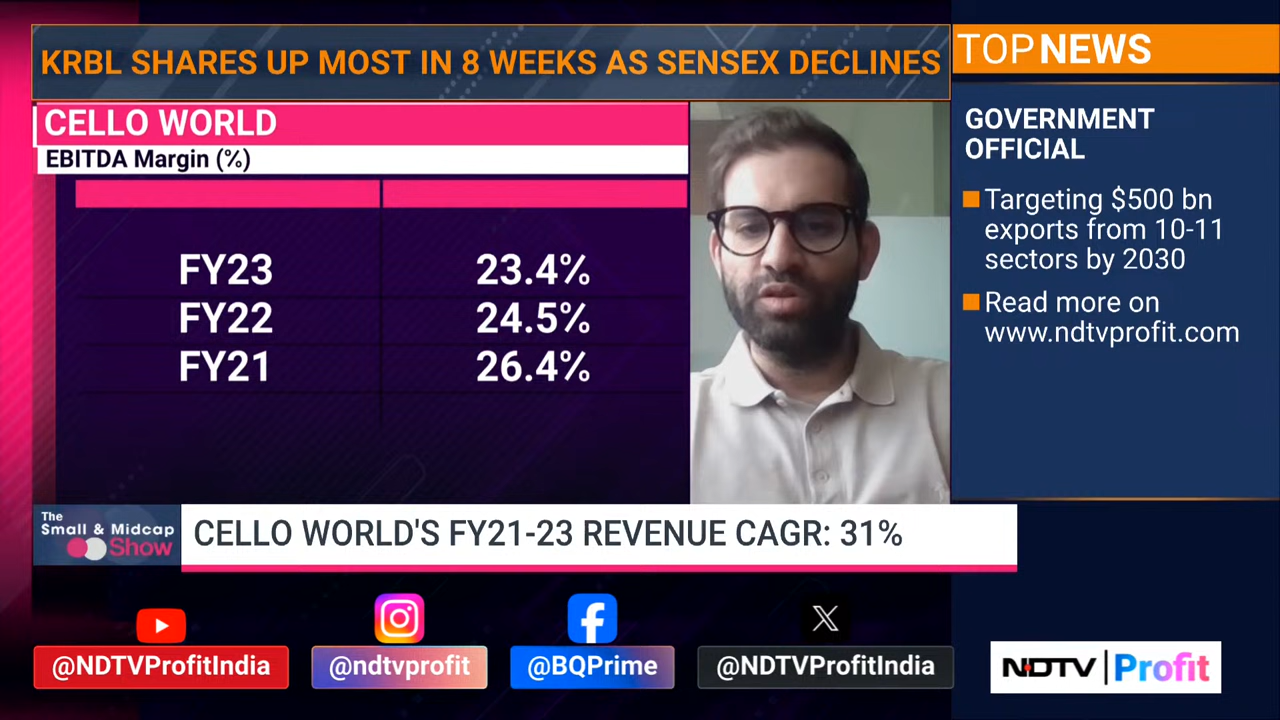 KRBL SHARES UP MOST IN 8 WEEKS AS SENSEX DECLINES
TOP NEWS
CELLO WORLD
EBITDA Margin (%)
FY23 23.4%
FY22 24.5%
FY21 26.4%
GOVERNMENT
OFFICIAL
Targeting $500 bn
exports from 10-11
sectors by 2030
Read more on
www.ndtvprofit.com
The
Small & Midcap
Show
CELLO WORLD'S FY21-23 REVENUE CAGR: 31%
@NDTVProfitIndia
@ndtvprofit
@BQPrime
@NDTVProfitIndia
NDTV Profit